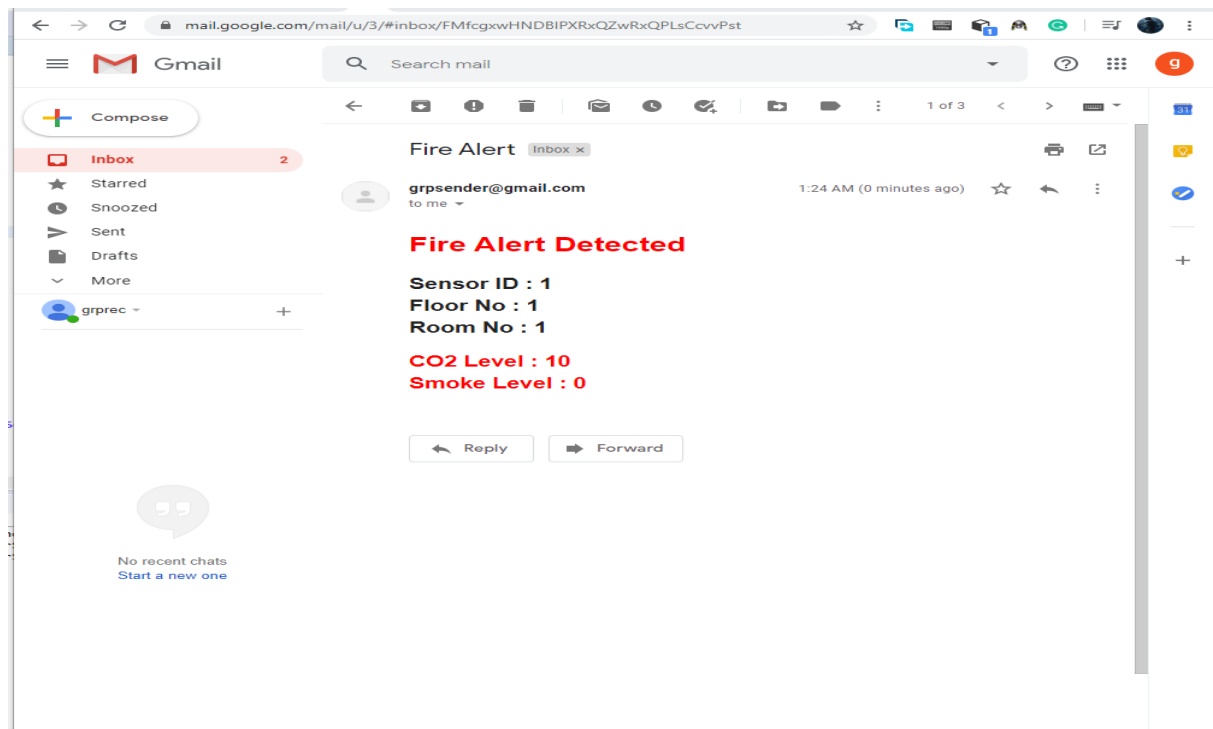 mail.google.com/mail/u/3/#inbox/FMfcgxwHNDBIPXRxQZwRxQPLsCcvvPst
1
Gmail
Search mail
g
Compose
1 of 3
31
Fire Alert Inbox x
Inbox 2
Starred
grpsender@gmail.com 1:24 AM (0 minutes ago)
to me
Snoozed
Sent
Drafts
More
grprec
Fire Alert Detected
Sensor ID : 1
Floor No : 1
Room No : 1
CO2 Level : 10
Smoke Level : 0
Reply Forward
No recent chats
Start a new one